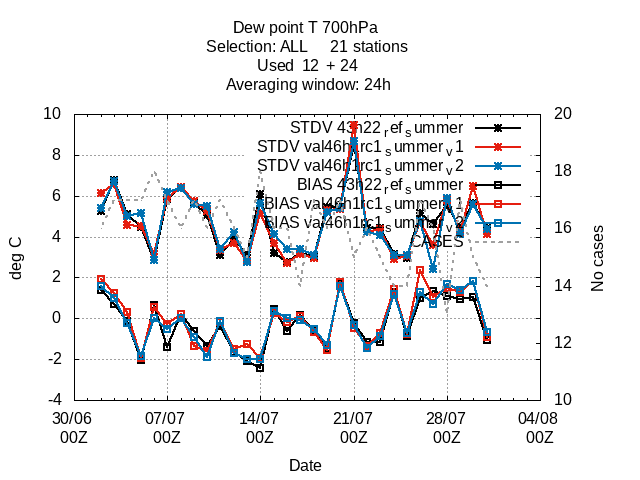 Dew point T 700hPa
Selection: ALL 21 stations
Used 12 + 24
Averaging window: 24h
STDV 43h22_ref_summer
STDV val46h1rc1_summer_v1
STDV val46h1rc1_summer_v2
BIAS 43h22_ref_summer
BIAS val46h1rc1_summer_v1
BIAS val46h1rc1_summer_v2
CASES
deg C
10
8
6
4
2
0
-2
-4
No cases
20
18
16
14
12
10
30/06 07/07 14/07 21/07 28/07 04/08
00Z 00Z 00Z 00Z 00Z 00Z
Date